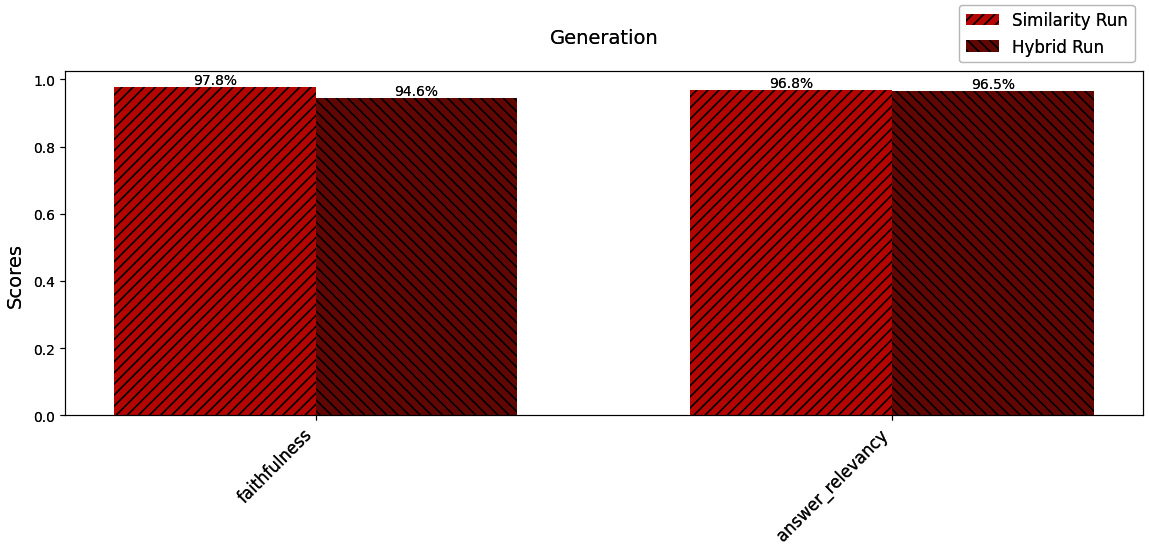 Generation
Similarity Run
Hybrid Run
Scores
1.0
0.8
0.6
0.4
0.2
0.0
97.8%
94.6%
96.8%
96.5%
faithfulness
answer_relevancy